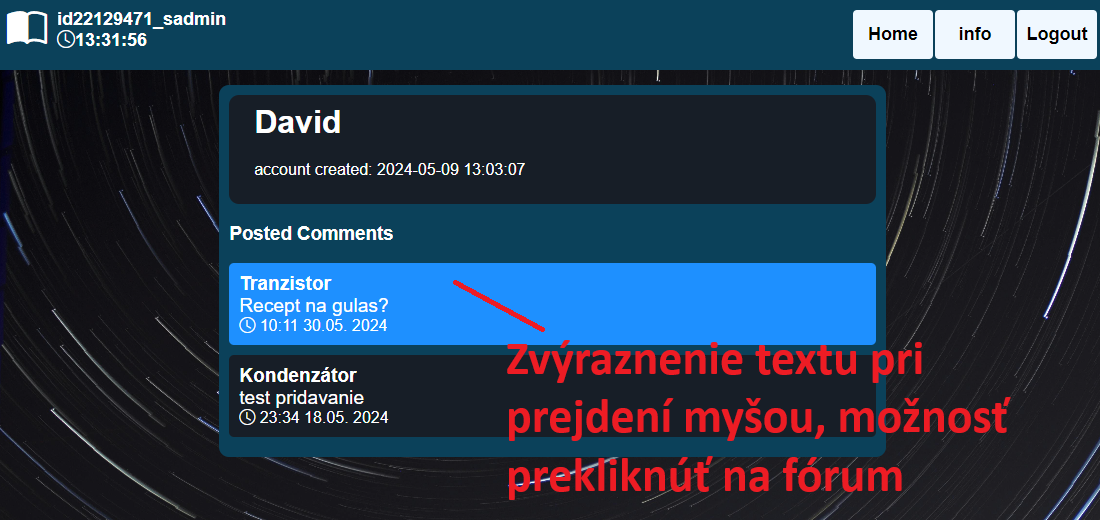 id22129471_sadmin
13:31:56
Home
info
Logout
David
account created: 2024-05-09 13:03:07
Posted Comments
Tranzistor
Recept na gulas?
10:11 30.05. 2024
Kondenzátor
test pridavanie
23:34 18.05. 2024
Zvýraznenie textu pri
prejdení myšou, možnosť
prekliknúť na fórum